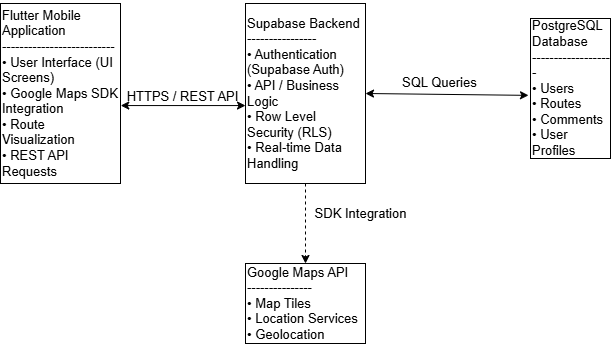 Flutter Mobile
Application
---------------------------
• User Interface (UI
Screens)
• Google Maps SDK
Integration
• Route
Visualization
• REST API
Requests
HTTPS / REST API
Supabase Backend
----------------
• Authentication
(Supabase Auth)
• API / Business
Logic
• Row Level
Security (RLS)
• Real-time Data
Handling
SQL Queries
PostgreSQL
Database
------------------
-
• Users
• Routes
• Comments
• User
Profiles
SDK Integration
Google Maps API
---------------
• Map Tiles
• Location Services
• Geolocation